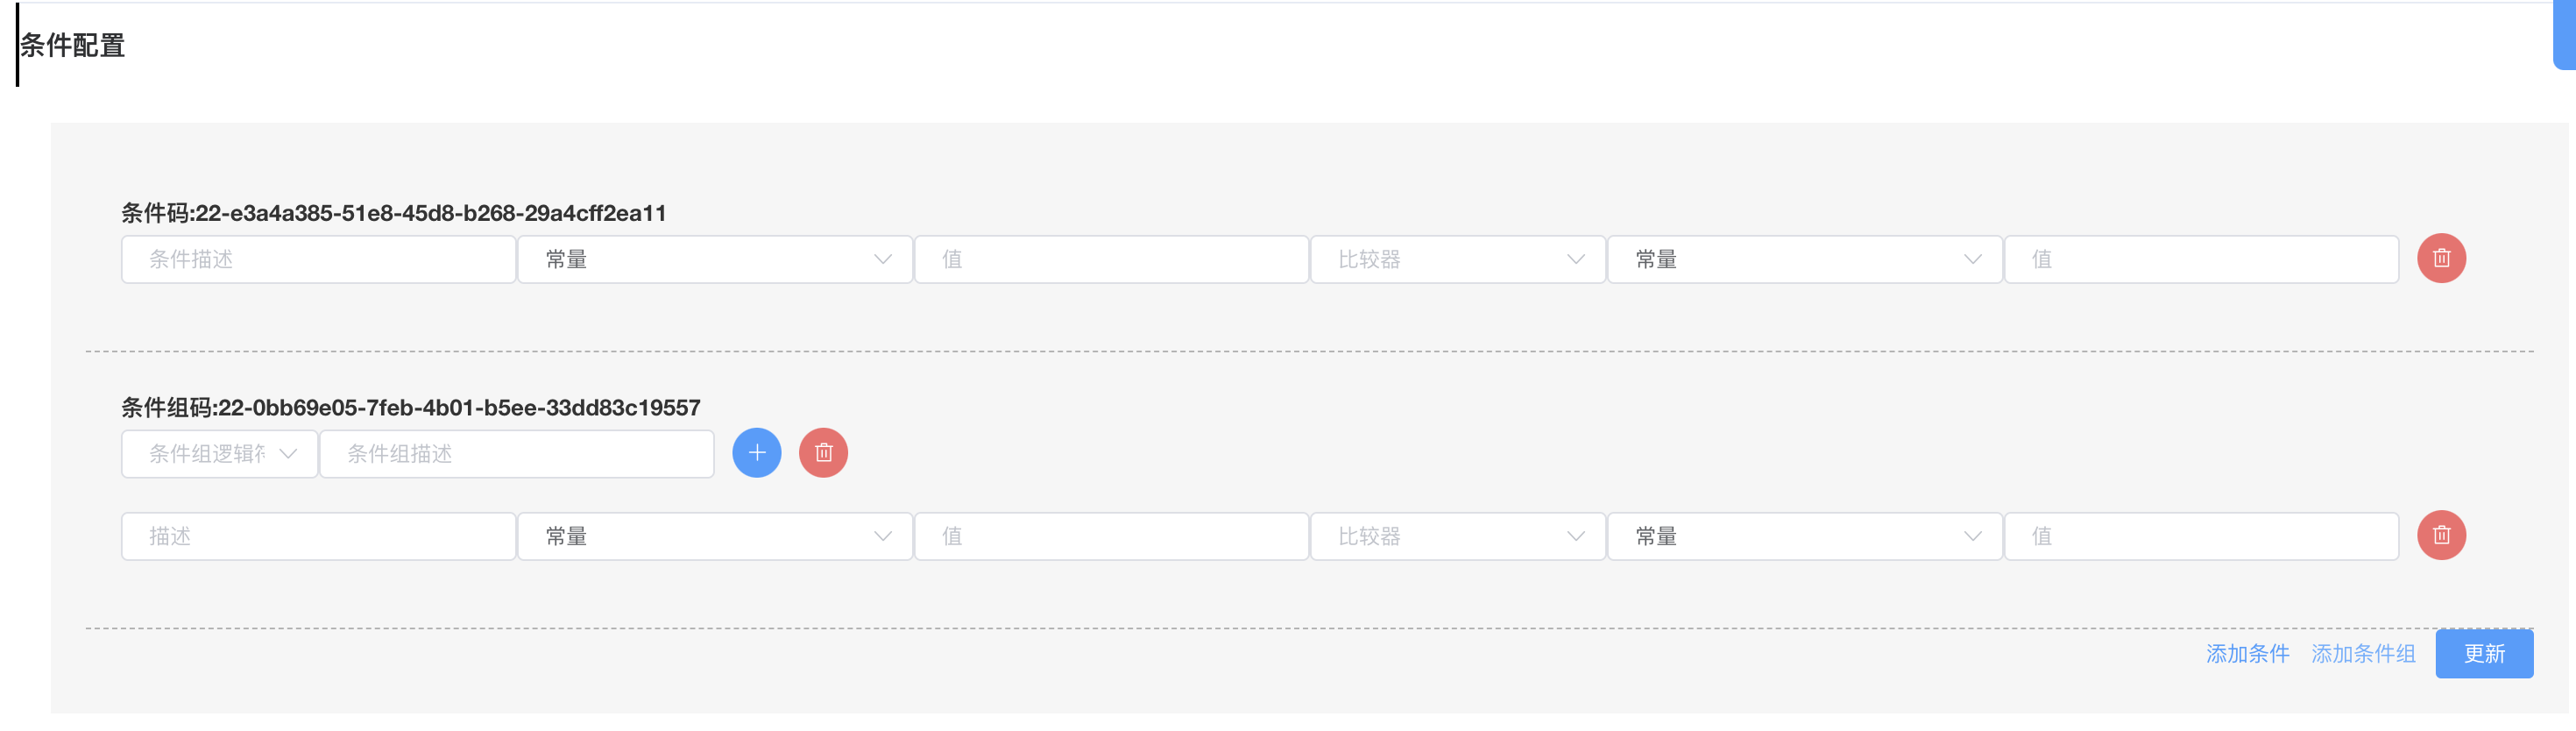 条件配置
条件码:22-e3a4a385-51e8-45d8-b268-29a4cff2ea11
条件描述 常量 值 比较器 常量 值
条件组码:22-0bb69e05-7feb-4b01-b5ee-33dd83c19557
条件组逻辑 条件组描述
描述 常量 值 比较器 常量 值
添加条件 添加条件组 更新